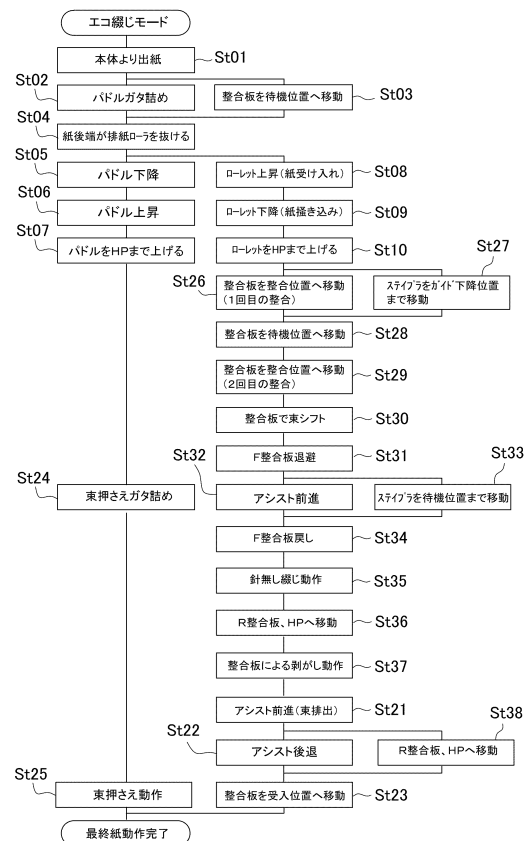 エコ綴じモード
本体より出紙
St01
St02
パドルガタ詰め
整合板を待機位置へ移動
St03
St04
紙後端が排紙ローラを抜ける
St05
パドル下降
ローレット上昇(紙受け入れ)
St08
St06
パドル上昇
ローレット下降(紙掻き込み)
St09
St07
パドルをHPまで上げる
ローレットをHPまで上げる
St10
St26
整合板を整合位置へ移動
(1回目の整合)
St27
ステイプラをガイド下降位置
まで移動
整合板を待機位置へ移動
St28
整合板を整合位置へ移動
(2回目の整合)
St29
整合板で束シフト
St30
F整合板退避
St31
St24
束押さえガタ詰め
St32
アシスト前進
St33
ステイプラを待機位置まで移動
F整合板戻し
St34
針無し綴じ動作
St35
R整合板、HPへ移動
St36
整合板による剥がし動作
St37
アシスト前進(束排出)
St21
St22
アシスト後退
St38
R整合板、HPへ移動
St25
束押さえ動作
整合板を受入位置へ移動
St23
最終紙動作完了